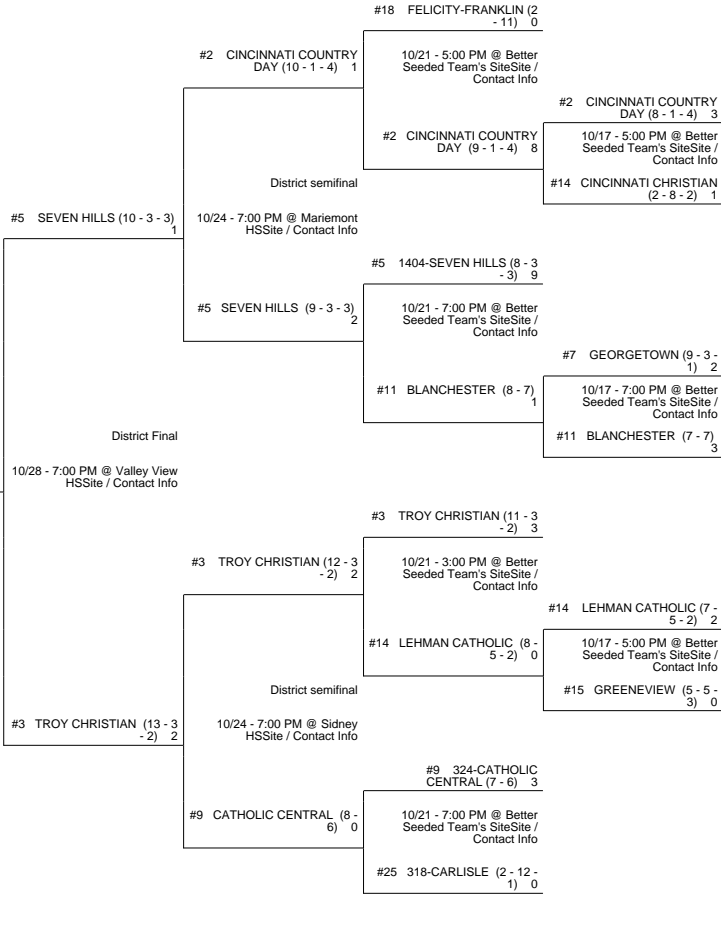 #18 FELICITY-FRANKLIN (2
- 11) 0
#2 CINCINNATI COUNTRY
DAY (10 - 1 - 4) 1
10/21 - 5:00 PM @ Better
Seeded Team's SiteSite /
Contact Info
#2 CINCINNATI COUNTRY
DAY (8 - 1 - 4) 3
#2 CINCINNATI COUNTRY
DAY (9 - 1 - 4) 8
10/17 - 5:00 PM @ Better
Seeded Team's SiteSite /
Contact Info
District semifinal
#14 CINCINNATI CHRISTIAN
(2 - 8 - 2) 1
#5 SEVEN HILLS (10 - 3 - 3)
1
10/24 - 7:00 PM @ Mariemont
HSSite / Contact Info
#5 1404-SEVEN HILLS (8 - 3
- 3) 9
#5 SEVEN HILLS (9 - 3 - 3)
2
10/21 - 7:00 PM @ Better
Seeded Team's SiteSite /
Contact Info
#7 GEORGETOWN (9 - 3 -
1) 2
#11 BLANCHESTER (8 - 7)
1
10/17 - 7:00 PM @ Better
Seeded Team's SiteSite /
Contact Info
District Final
#11 BLANCHESTER (7 - 7)
3
10/28 - 7:00 PM @ Valley View
HSSite / Contact Info
#3 TROY CHRISTIAN (11 - 3
- 2) 3
#3 TROY CHRISTIAN (12 - 3
- 2) 2
10/21 - 3:00 PM @ Better
Seeded Team's SiteSite /
Contact Info
#14 LEHMAN CATHOLIC (7 -
5 - 2) 2
#14 LEHMAN CATHOLIC (8 -
5 - 2) 0
10/17 - 5:00 PM @ Better
Seeded Team's SiteSite /
Contact Info
District semifinal
#15 GREENEVIEW (5 - 5 -
3) 0
#3 TROY CHRISTIAN (13 - 3
- 2) 2
10/24 - 7:00 PM @ Sidney
HSSite / Contact Info
#9 324-CATHOLIC
CENTRAL (7 - 6) 3
#9 CATHOLIC CENTRAL (8 -
6) 0
10/21 - 7:00 PM @ Better
Seeded Team's SiteSite /
Contact Info
#25 318-CARLISLE (2 - 12 -
1) 0